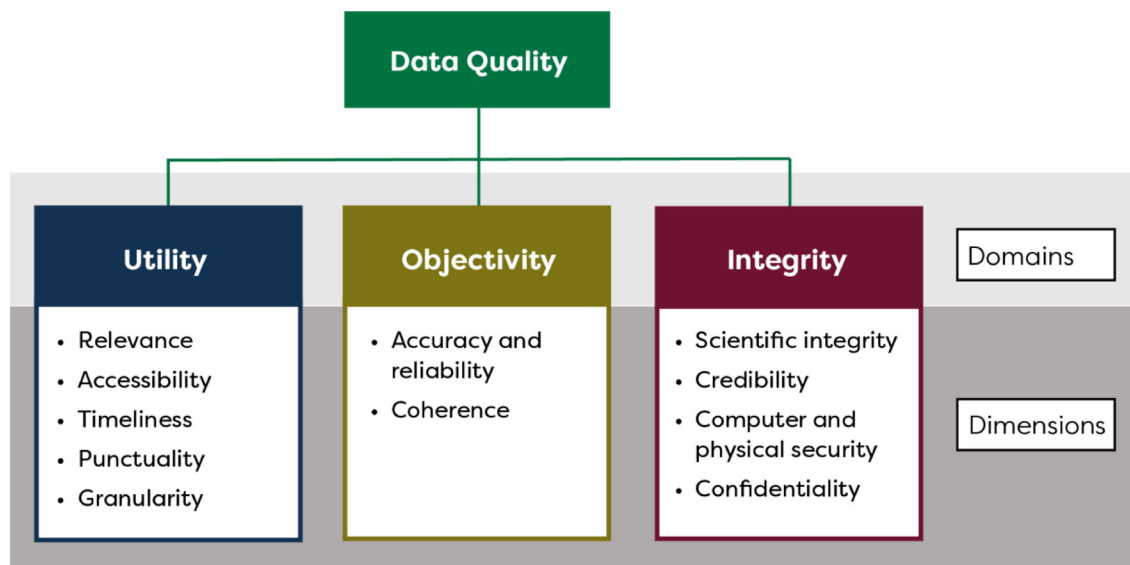 Data Quality
Utility
Objectivity
Integrity
Domains
• Relevance
• Accessibility
• Timeliness
• Punctuality
• Granularity
• Accuracy and
reliability
• Coherence
• Scientific integrity
• Credibility
• Computer and
physical security
• Confidentiality
Dimensions